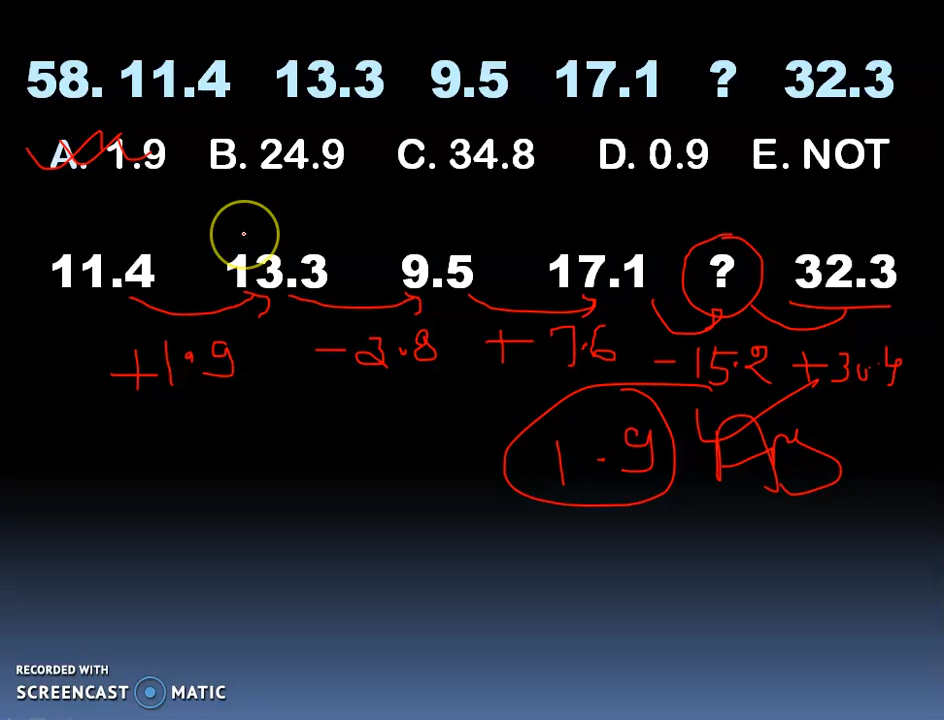 58. 11.4 13.3 9.5 17.1 ? 32.3
A. 1.9 B. 24.9 C. 34.8 D. 0.9 E. NOT
11.4 13.3 9.5 17.1 ? 32.3
+1.9 -3.8 +7.6 -15.2 +30.4
1.9 Ans
RECORDED WITH
SCREENCAST MATIC